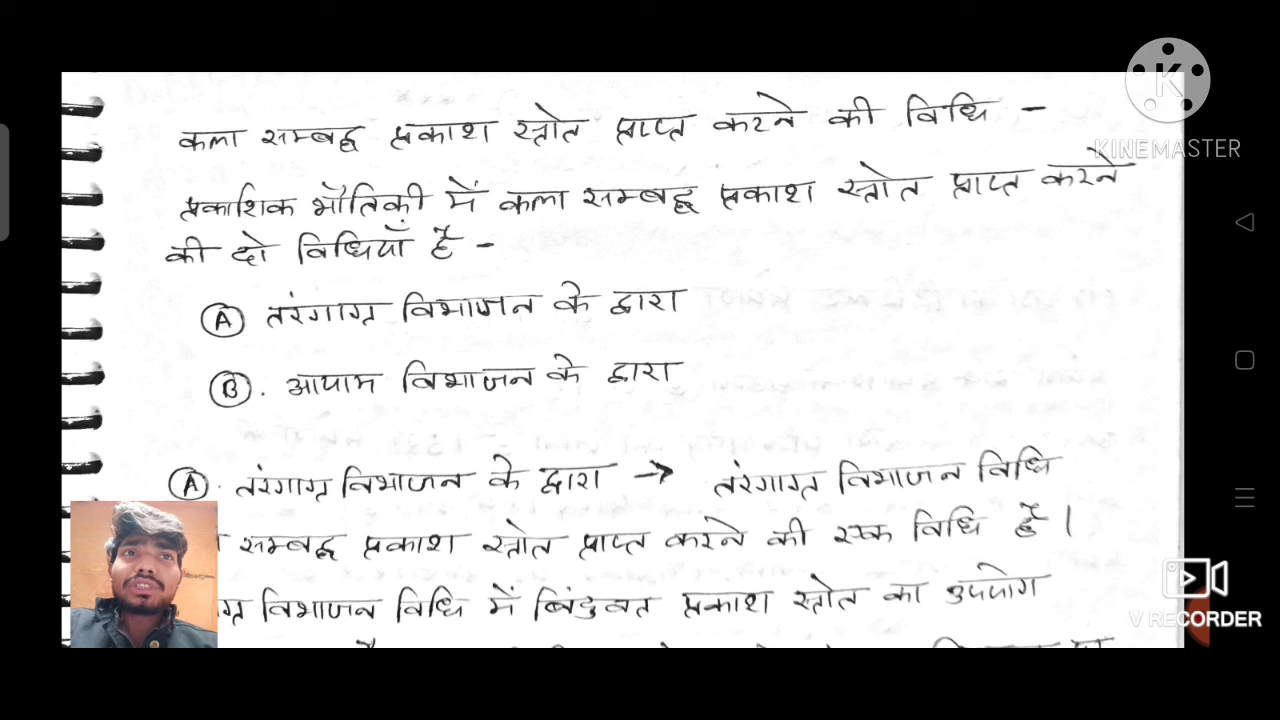 कला सम्बद्ध प्रकाश स्त्रोत प्राप्त करने की विधि -
प्रकाशिक भौतिकी में कला सम्बद्ध प्रकाश स्त्रोत प्राप्त करने
की दो विधियाँ है -
(A) तरंगाग्र विभाजन के द्वारा
(B). आयाम विभाजन के द्वारा
(A). तरंगाग्र विभाजन के द्वारा → तरंगाग्र विभाजन विधि
सम्बद्ध प्रकाश स्त्रोत प्राप्त करने की एक विधि है।
विभाजन विधि में बिंदुवत प्रकाश स्त्रोत का उपयोग
K
KINEMASTER
V RECORDER